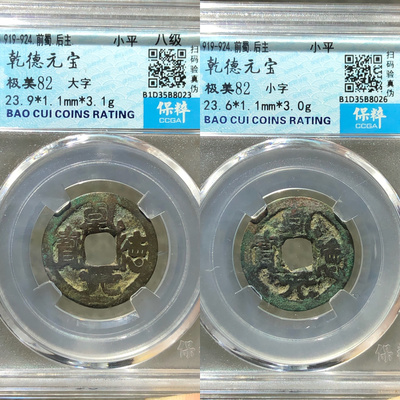 919-924.前蜀.后主 小平 八级
乾德元宝
极美82 大字
23.9*1.1mm*3.1g
BAO CUI COINS RATING
扫码验真伪
B1D35B8023
保粹
CCGA
乾德元寶
919-924.前蜀.后主 小平
乾德元宝
极美82 小字
23.6*1.1mm*3.0g
BAO CUI COINS RATING
扫码验真伪
B1D35B8026
保粹
CCGA
乾德元寶